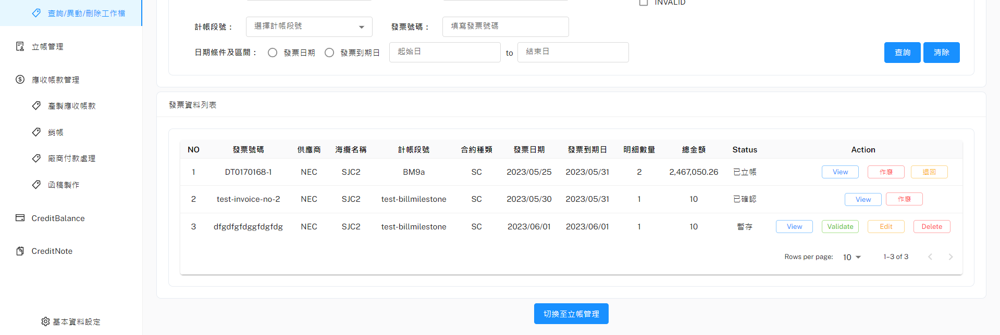 查詢/異動/刪除工作檔
立帳管理
應收帳款管理
產製應收帳款
銷帳
廠商付款處理
函稿製作
CreditBalance
CreditNote
基本資料設定
INVALID
計帳段號： 選擇計帳段號 發票號碼： 填寫發票號碼
日期條件及區間： 發票日期 發票到期日 起始日 to 結束日 查詢 清除
發票資料列表
NO 發票號碼 供應商 海纜名稱 計帳段號 合約種類 發票日期 發票到期日 明細數量 總金額 Status Action
1 DT0170168-1 NEC SJC2 BM9a SC 2023/05/25 2023/05/31 2 2,467,050.26 已立帳 View 作廢 退回
2 test-invoice-no-2 NEC SJC2 test-billmilestone SC 2023/05/30 2023/05/31 1 10 已確認 View 作廢
3 dfgdfgfdggfdgfdg NEC SJC2 test-billmilestone SC 2023/06/01 2023/06/01 1 10 暫存 View Validate Edit Delete
Rows per page: 10 1–3 of 3
切換至立帳管理